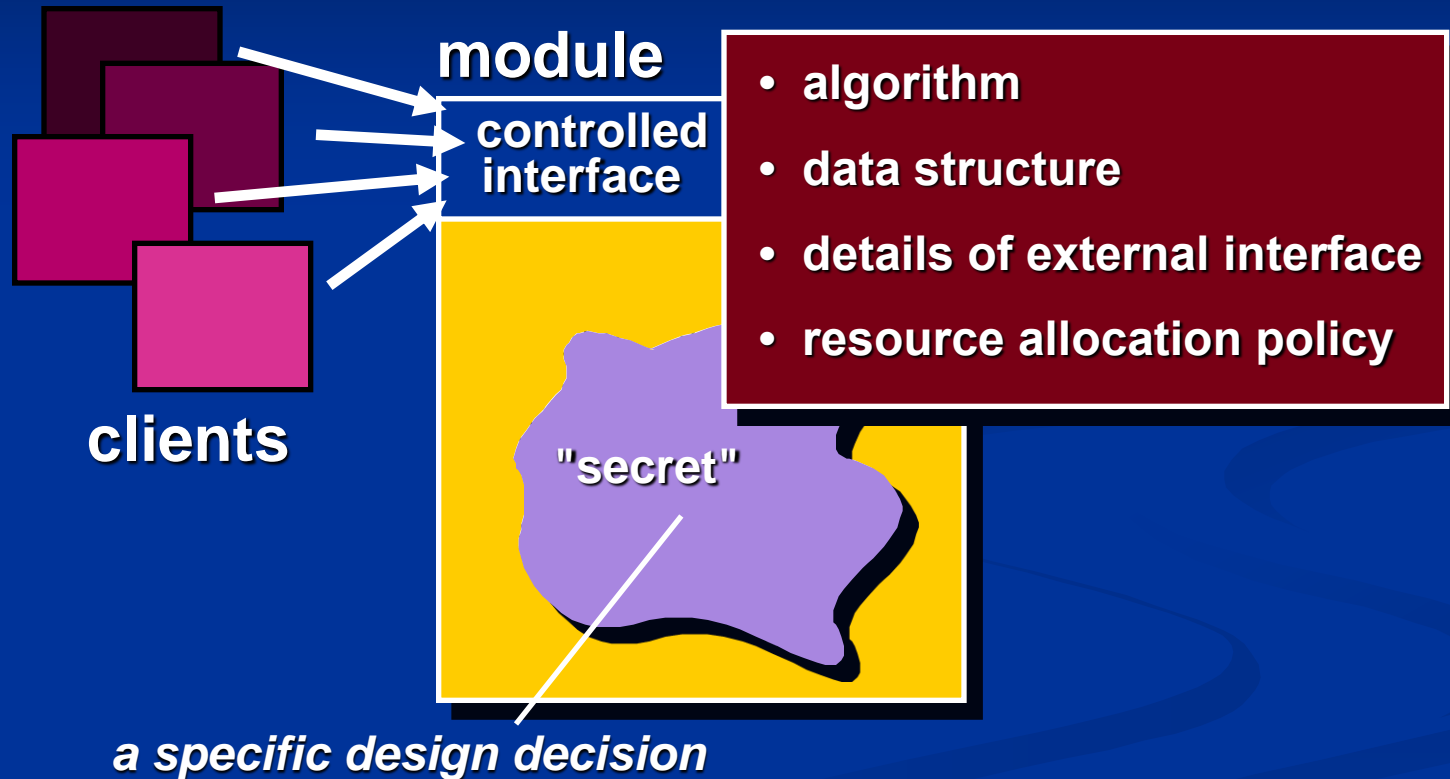 module
controlled
interface
• algorithm
• data structure
• details of external interface
• resource allocation policy
clients
"secret"
a specific design decision